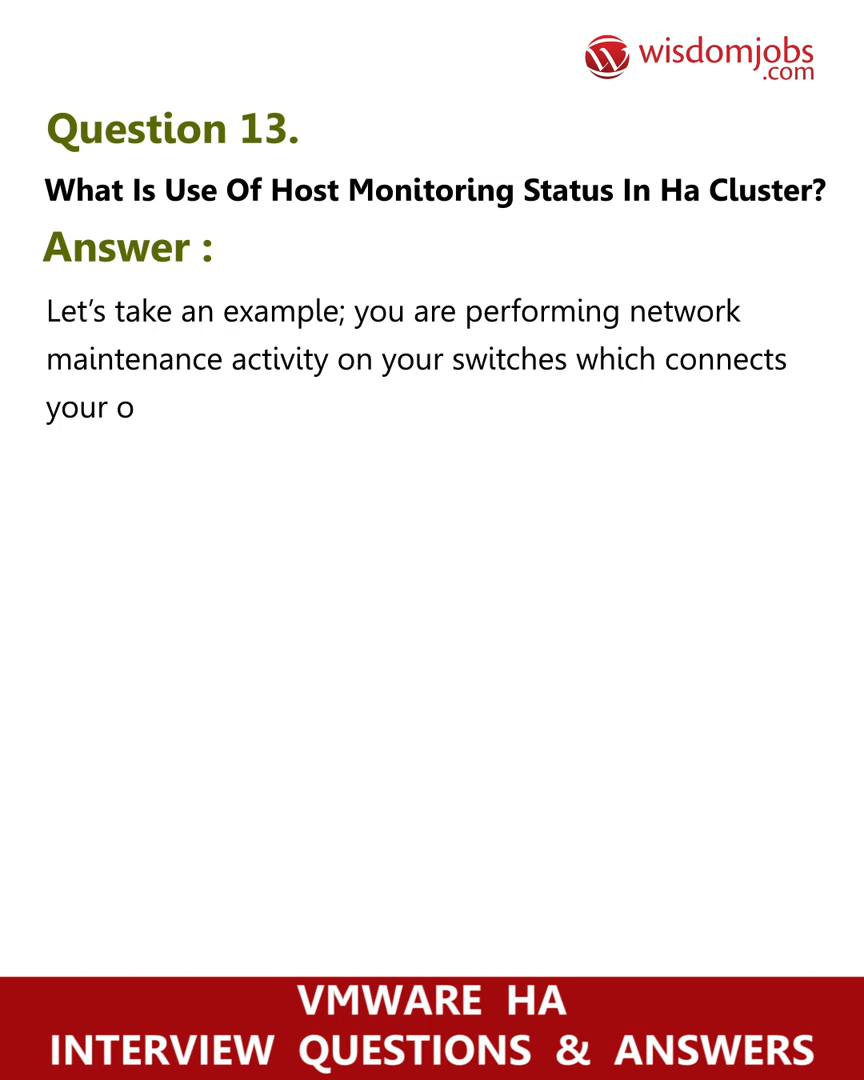 wisdomjobs
.com
Question 13.
What Is Use Of Host Monitoring Status In Ha Cluster?
Answer :
Let’s take an example; you are performing network
maintenance activity on your switches which connects
your o
VMWARE HA
INTERVIEW QUESTIONS & ANSWERS